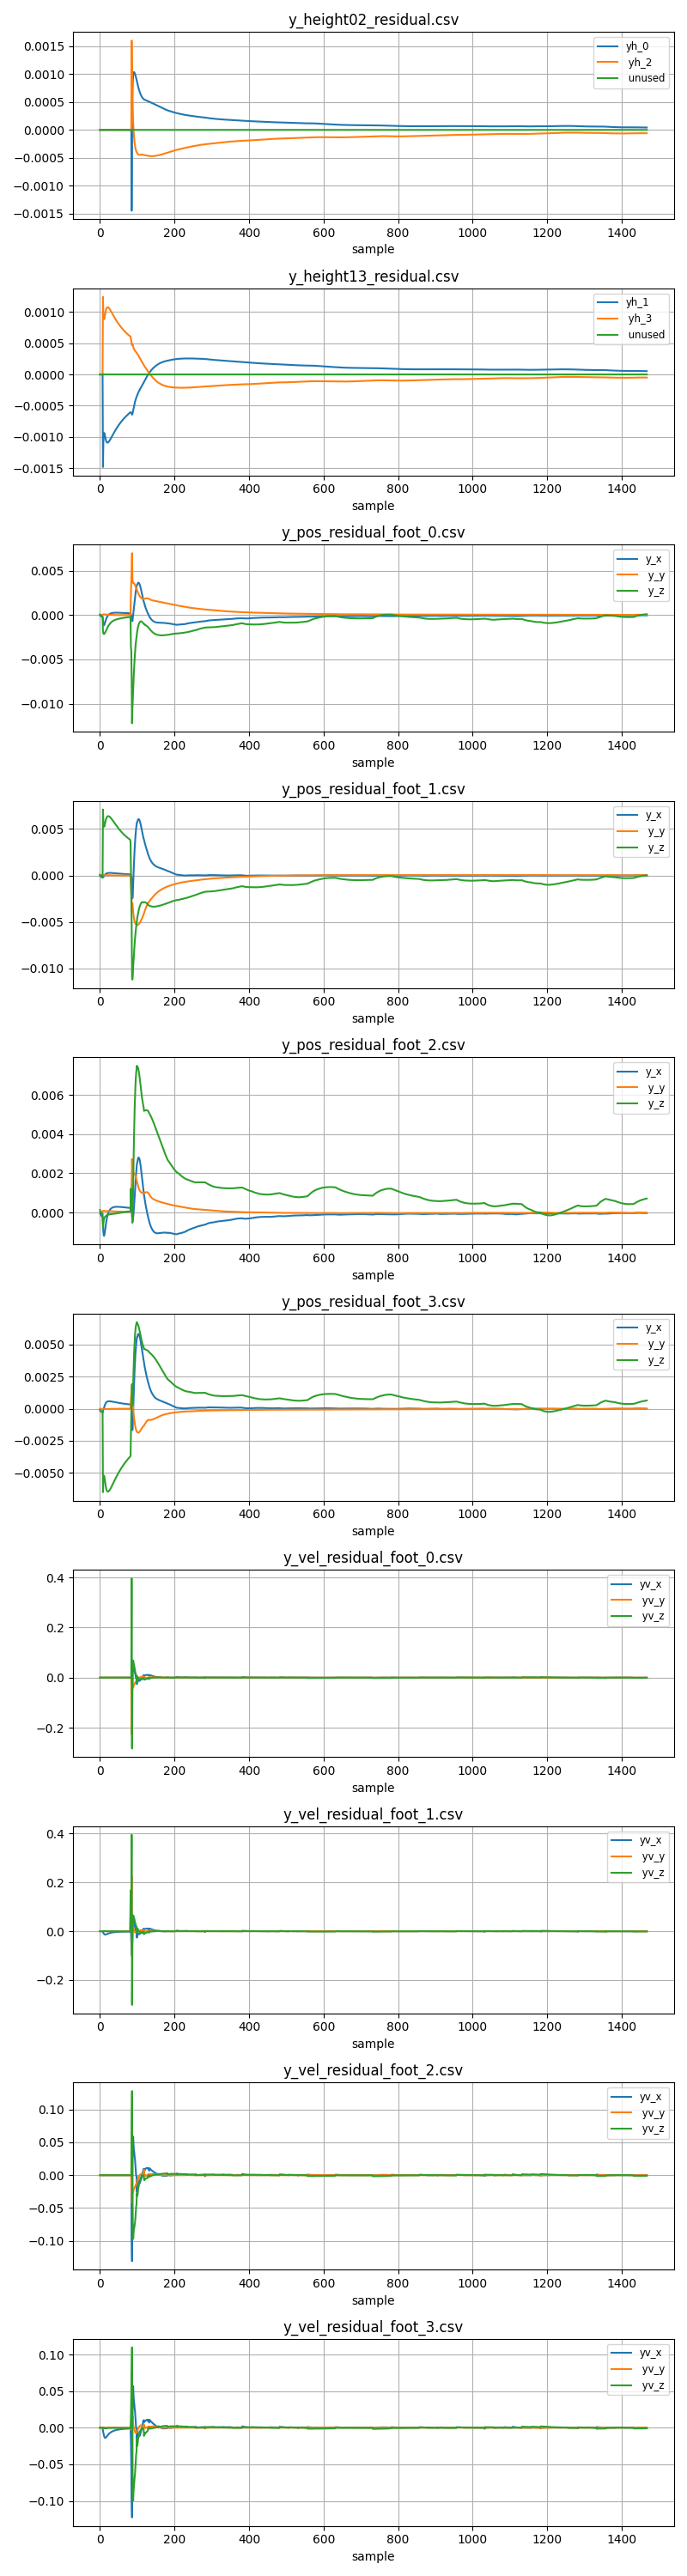 y_height02_residual.csv
yh_0
yh_2
unused
0.0015
0.0010
0.0005
0.0000
−0.0005
−0.0010
−0.0015
0 200 400 600 800 1000 1200 1400
sample
y_height13_residual.csv
yh_1
yh_3
unused
0.0010
0.0005
0.0000
−0.0005
−0.0010
−0.0015
0 200 400 600 800 1000 1200 1400
sample
y_pos_residual_foot_0.csv
y_x
y_y
y_z
0.005
0.000
−0.005
−0.010
0 200 400 600 800 1000 1200 1400
sample
y_pos_residual_foot_1.csv
y_x
y_y
y_z
0.005
0.000
−0.005
−0.010
0 200 400 600 800 1000 1200 1400
sample
y_pos_residual_foot_2.csv
y_x
y_y
y_z
0.006
0.004
0.002
0.000
0 200 400 600 800 1000 1200 1400
sample
y_pos_residual_foot_3.csv
y_x
y_y
y_z
0.0050
0.0025
0.0000
−0.0025
−0.0050
0 200 400 600 800 1000 1200 1400
sample
y_vel_residual_foot_0.csv
yv_x
yv_y
yv_z
0.4
0.2
0.0
−0.2
0 200 400 600 800 1000 1200 1400
sample
y_vel_residual_foot_1.csv
yv_x
yv_y
yv_z
0.4
0.2
0.0
−0.2
0 200 400 600 800 1000 1200 1400
sample
y_vel_residual_foot_2.csv
yv_x
yv_y
yv_z
0.10
0.05
0.00
−0.05
−0.10
0 200 400 600 800 1000 1200 1400
sample
y_vel_residual_foot_3.csv
yv_x
yv_y
yv_z
0.10
0.05
0.00
−0.05
−0.10
0 200 400 600 800 1000 1200 1400
sample